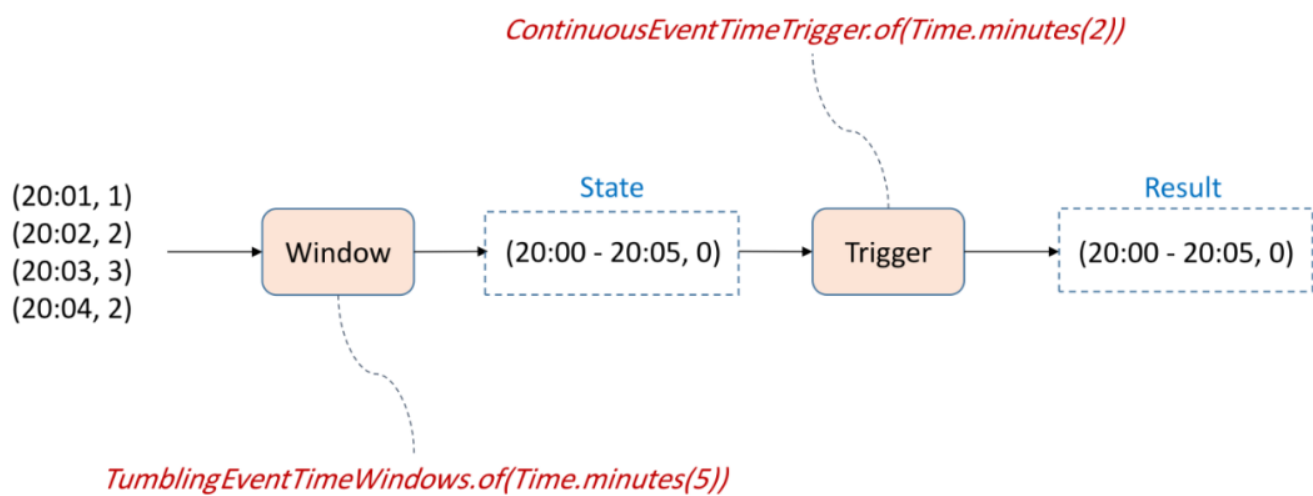 ContinuousEventTimeTrigger.of(Time.minutes(2))
(20:01, 1)
(20:02, 2)
(20:03, 3)
(20:04, 2)
Window
State
(20:00 - 20:05, 0)
Trigger
Result
(20:00 - 20:05, 0)
TumblingEventTimeWindows.of(Time.minutes(5))